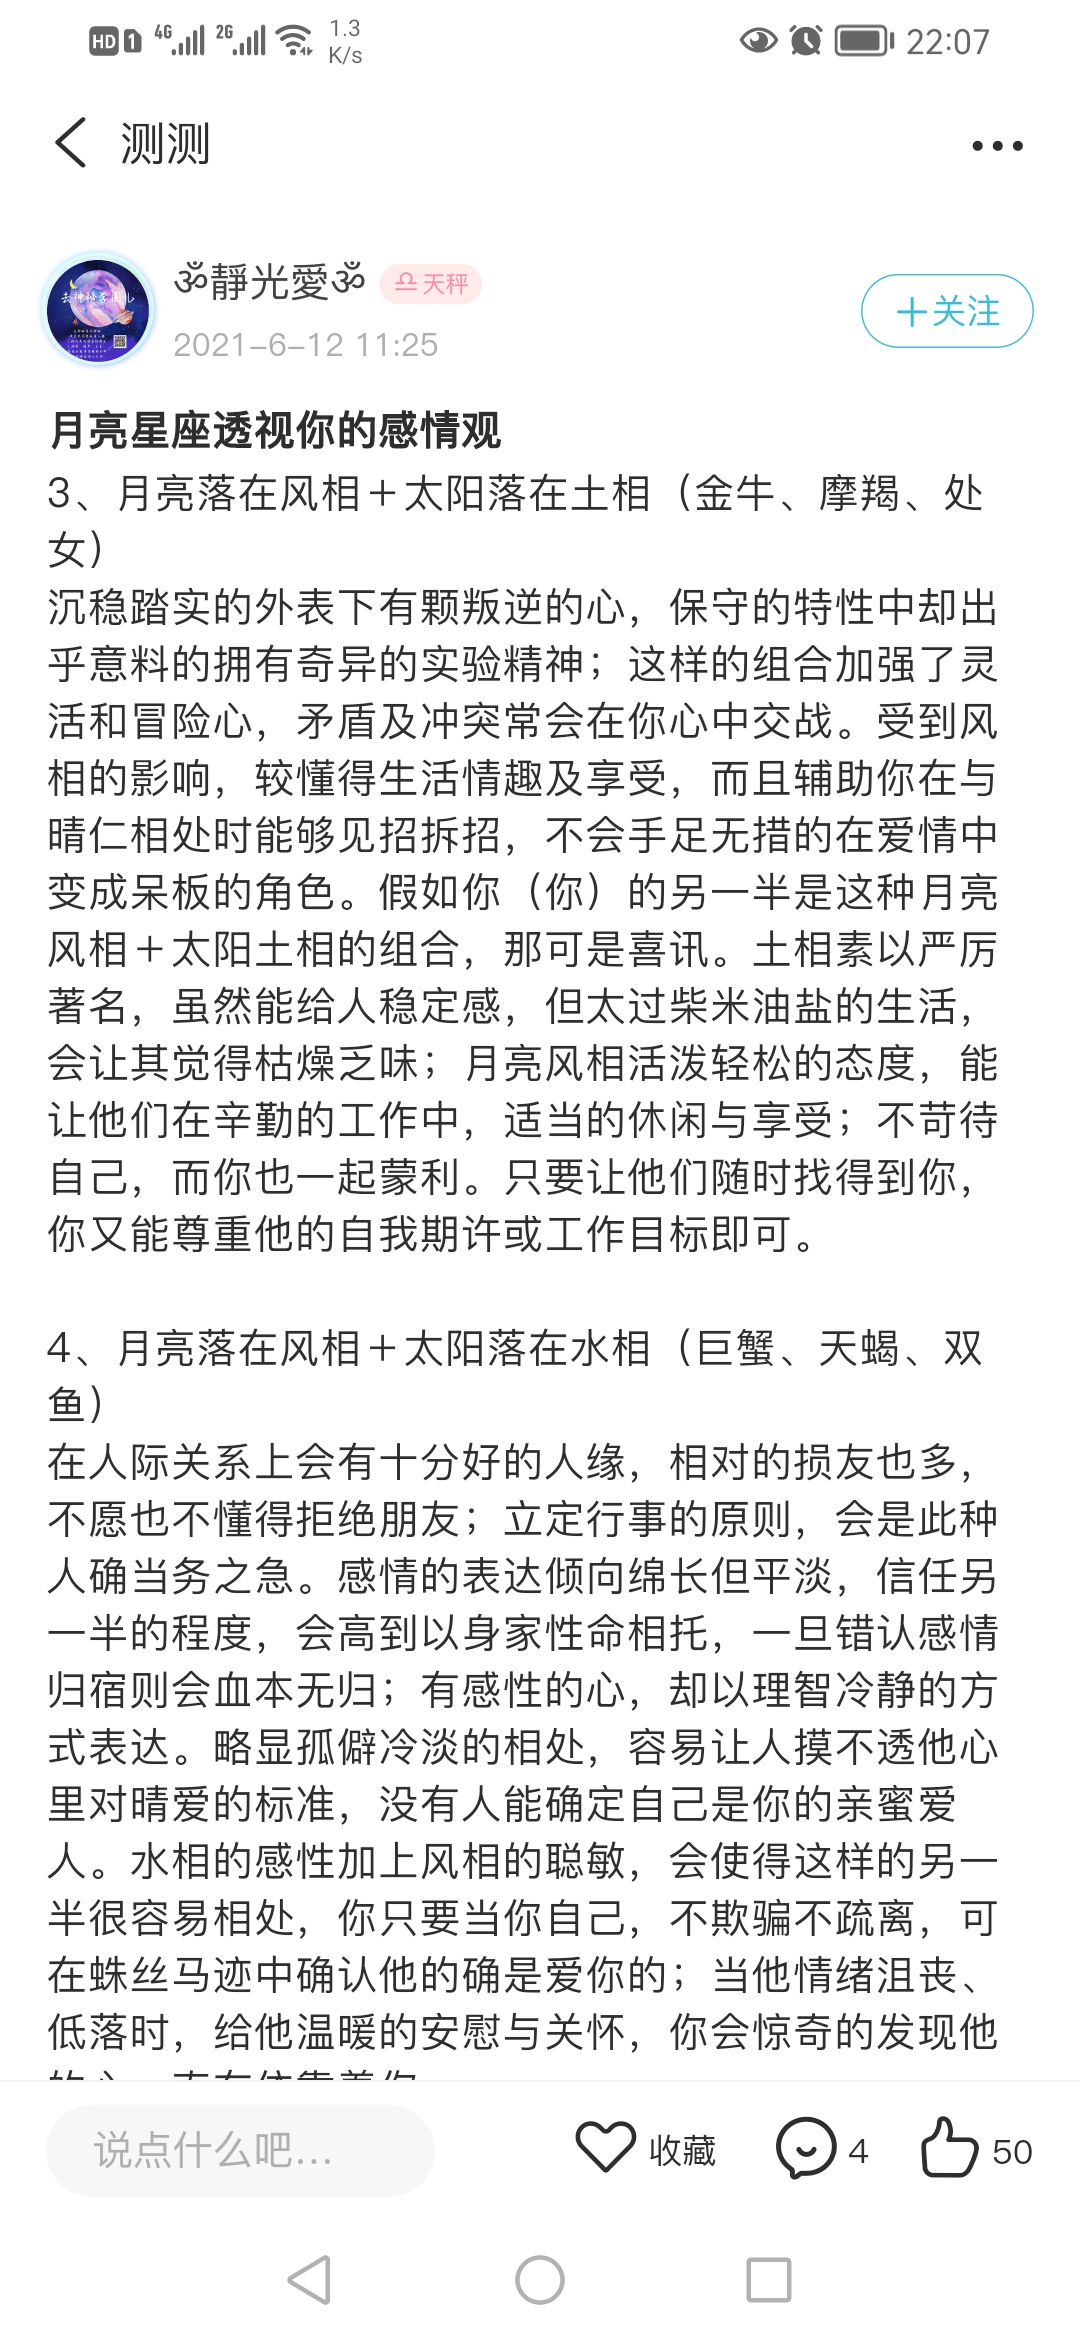 HD 1 4G 2G 1.3 K/s 22:07
测测
ॐ靜光愛ॐ 天秤
2021-6-12 11:25
＋关注
月亮星座透视你的感情观
3、月亮落在风相＋太阳落在土相（金牛、摩羯、处
女）
沉稳踏实的外表下有颗叛逆的心，保守的特性中却出
乎意料的拥有奇异的实验精神；这样的组合加强了灵
活和冒险心，矛盾及冲突常会在你心中交战。受到风
相的影响，较懂得生活情趣及享受，而且辅助你在与
晴仁相处时能够见招拆招，不会手足无措的在爱情中
变成呆板的角色。假如你（你）的另一半是这种月亮
风相＋太阳土相的组合，那可是喜讯。土相素以严厉
著名，虽然能给人稳定感，但太过柴米油盐的生活，
会让其觉得枯燥乏味；月亮风相活泼轻松的态度，能
让他们在辛勤的工作中，适当的休闲与享受；不苛待
自己，而你也一起蒙利。只要让他们随时找得到你，
你又能尊重他的自我期许或工作目标即可。
4、月亮落在风相＋太阳落在水相（巨蟹、天蝎、双
鱼）
在人际关系上会有十分好的人缘，相对的损友也多，
不愿也不懂得拒绝朋友；立定行事的原则，会是此种
人确当务之急。感情的表达倾向绵长但平淡，信任另
一半的程度，会高到以身家性命相托，一旦错认感情
归宿则会血本无归；有感性的心，却以理智冷静的方
式表达。略显孤僻冷淡的相处，容易让人摸不透他心
里对晴爱的标准，没有人能确定自己是你的亲蜜爱
人。水相的感性加上风相的聪敏，会使得这样的另一
半很容易相处，你只要当你自己，不欺骗不疏离，可
在蛛丝马迹中确认他的确是爱你的；当他情绪沮丧、
低落时，给他温暖的安慰与关怀，你会惊奇的发现他
说点什么吧... 收藏 4 50